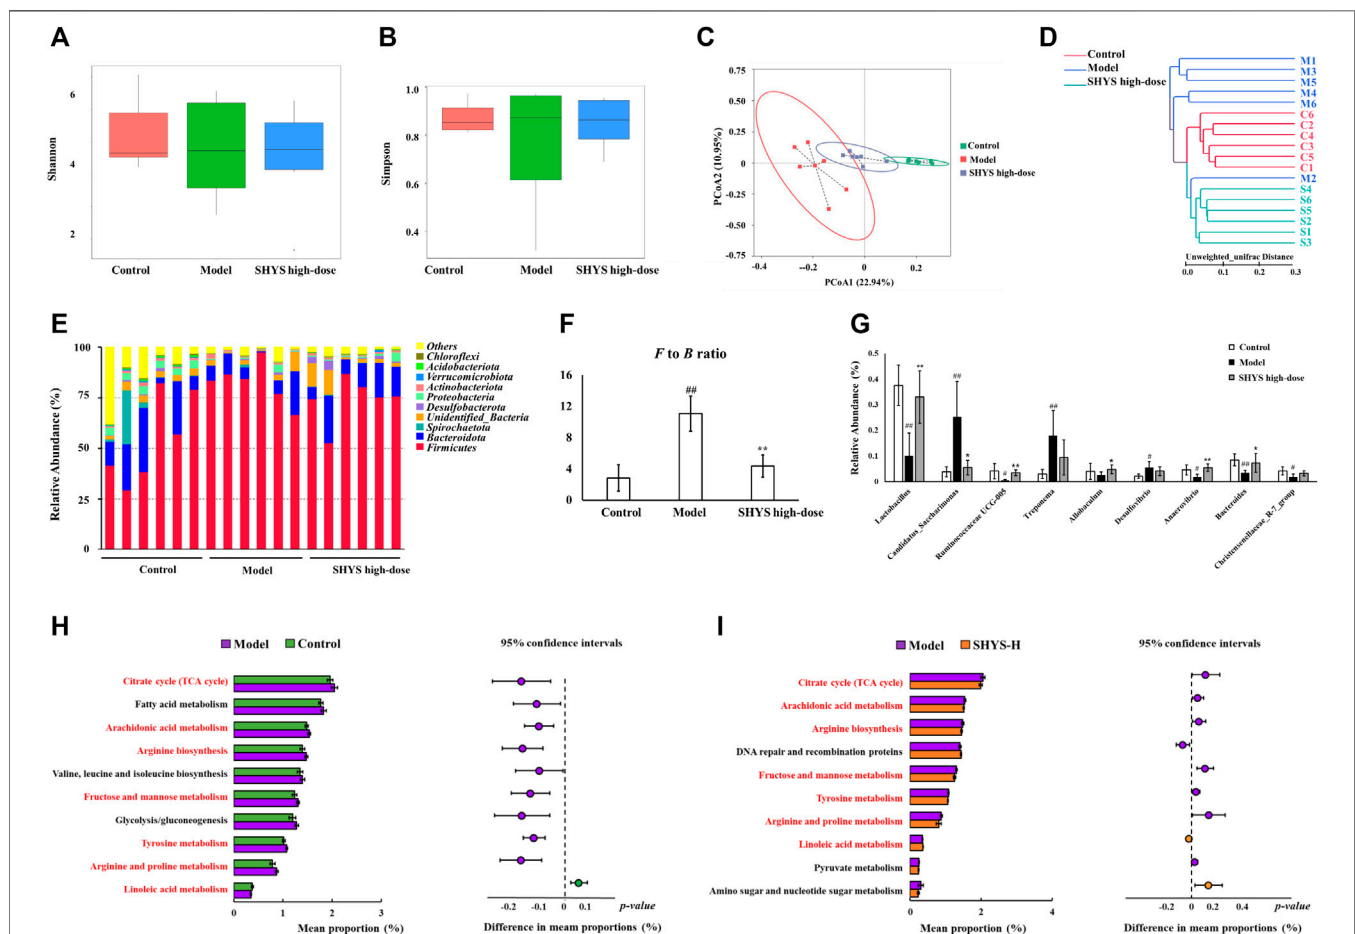 A
Shannon
6
4
2
Control
Model
SHYS high-dose
B
Simpson
1.0
0.8
0.6
0.4
Control
Model
SHYS high-dose
C
PCoA2 (10.95%)
0.75
0.50
0.25
0
-0.25
-0.50
-0.75
-0.4
-0.2
0
0.2
PCoA1 (22.94%)
Control
Model
SHYS high-dose
D
Control
Model
SHYS high-dose
M1
M3
M5
M4
M6
C6
C2
C4
C3
C5
C1
M2
S4
S6
S5
S2
S1
S3
Unweighted_unifrac Distance
0.0 0.1 0.2 0.3
E
Relative Abundance (%)
100
75
50
25
0
Control
Model
SHYS high-dose
Others
Chloroflexi
Acidobacteriota
Verrucomicrobiota
Actinobacteriota
Proteobacteria
Desulfobacterota
Unidentified_Bacteria
Spirochaetota
Bacteroidota
Firmicutes
F
F to B ratio
16
12
8
4
0
##
**
Control
Model
SHYS high-dose
G
Control
Model
SHYS high-dose
Relative Abundance (%)
0.5
0.4
0.3
0.2
0.1
0
##
**
##
*
#
**
##
*
#
#
**
##
*
#
Lactobacillus
Candidatus_Saccharimonas
Ruminococcaceae UCG-005
Treponema
Allobaculum
Desulfovibrio
Anaerovibrio
Bacteroides
Christensenellaceae_R-7_group
H
Model
Control
95% confidence intervals
Citrate cycle (TCA cycle)
Fatty acid metabolism
Arachidonic acid metabolism
Arginine biosynthesis
Valine, leucine and isoleucine biosynthesis
Fructose and mannose metabolism
Glycolysis/gluconeogenesis
Tyrosine metabolism
Arginine and proline metabolism
Linoleic acid metabolism
0 1 2 3
Mean proportion (%)
-0.2 -0.1 0 0.1
p-value
Difference in meam proportions (%)
I
Model
SHYS-H
95% confidence intervals
Citrate cycle (TCA cycle)
Arachidonic acid metabolism
Arginine biosynthesis
DNA repair and recombination proteins
Fructose and mannose metabolism
Tyrosine metabolism
Arginine and proline metabolism
Linoleic acid metabolism
Pyruvate metabolism
Amino sugar and nucleotide sugar metabolism
0 2 4
Mean proportion (%)
-0.2 0 0.2 0.4
p-value
Difference in meam proportions (%)